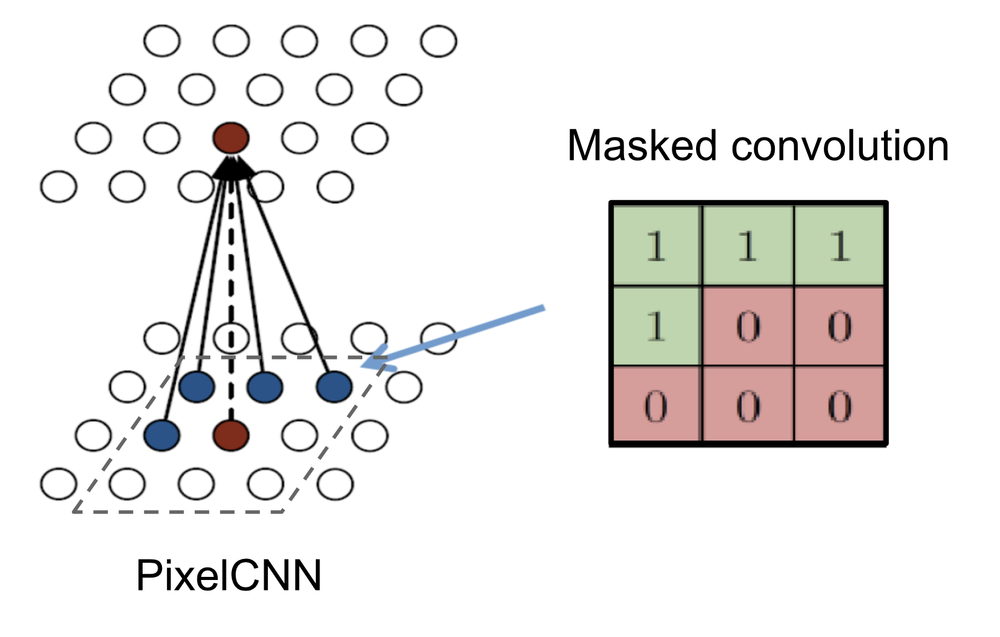 Masked convolution
1 1 1
1 0 0
0 0 0
PixelCNN